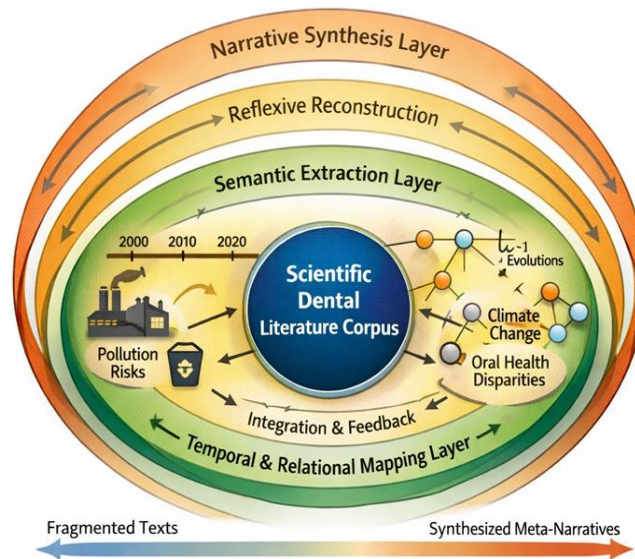 Narrative Synthesis Layer
Reflexive Reconstruction
Semantic Extraction Layer
2000 2010 2020
Evolutions
Scientific
Dental
Literature Corpus
Climate
Change
Pollution
Risks
Oral Health
Disparities
Integration & Feedback
Temporal & Relational Mapping Layer
Fragmented Texts
Synthesized Meta-Narratives